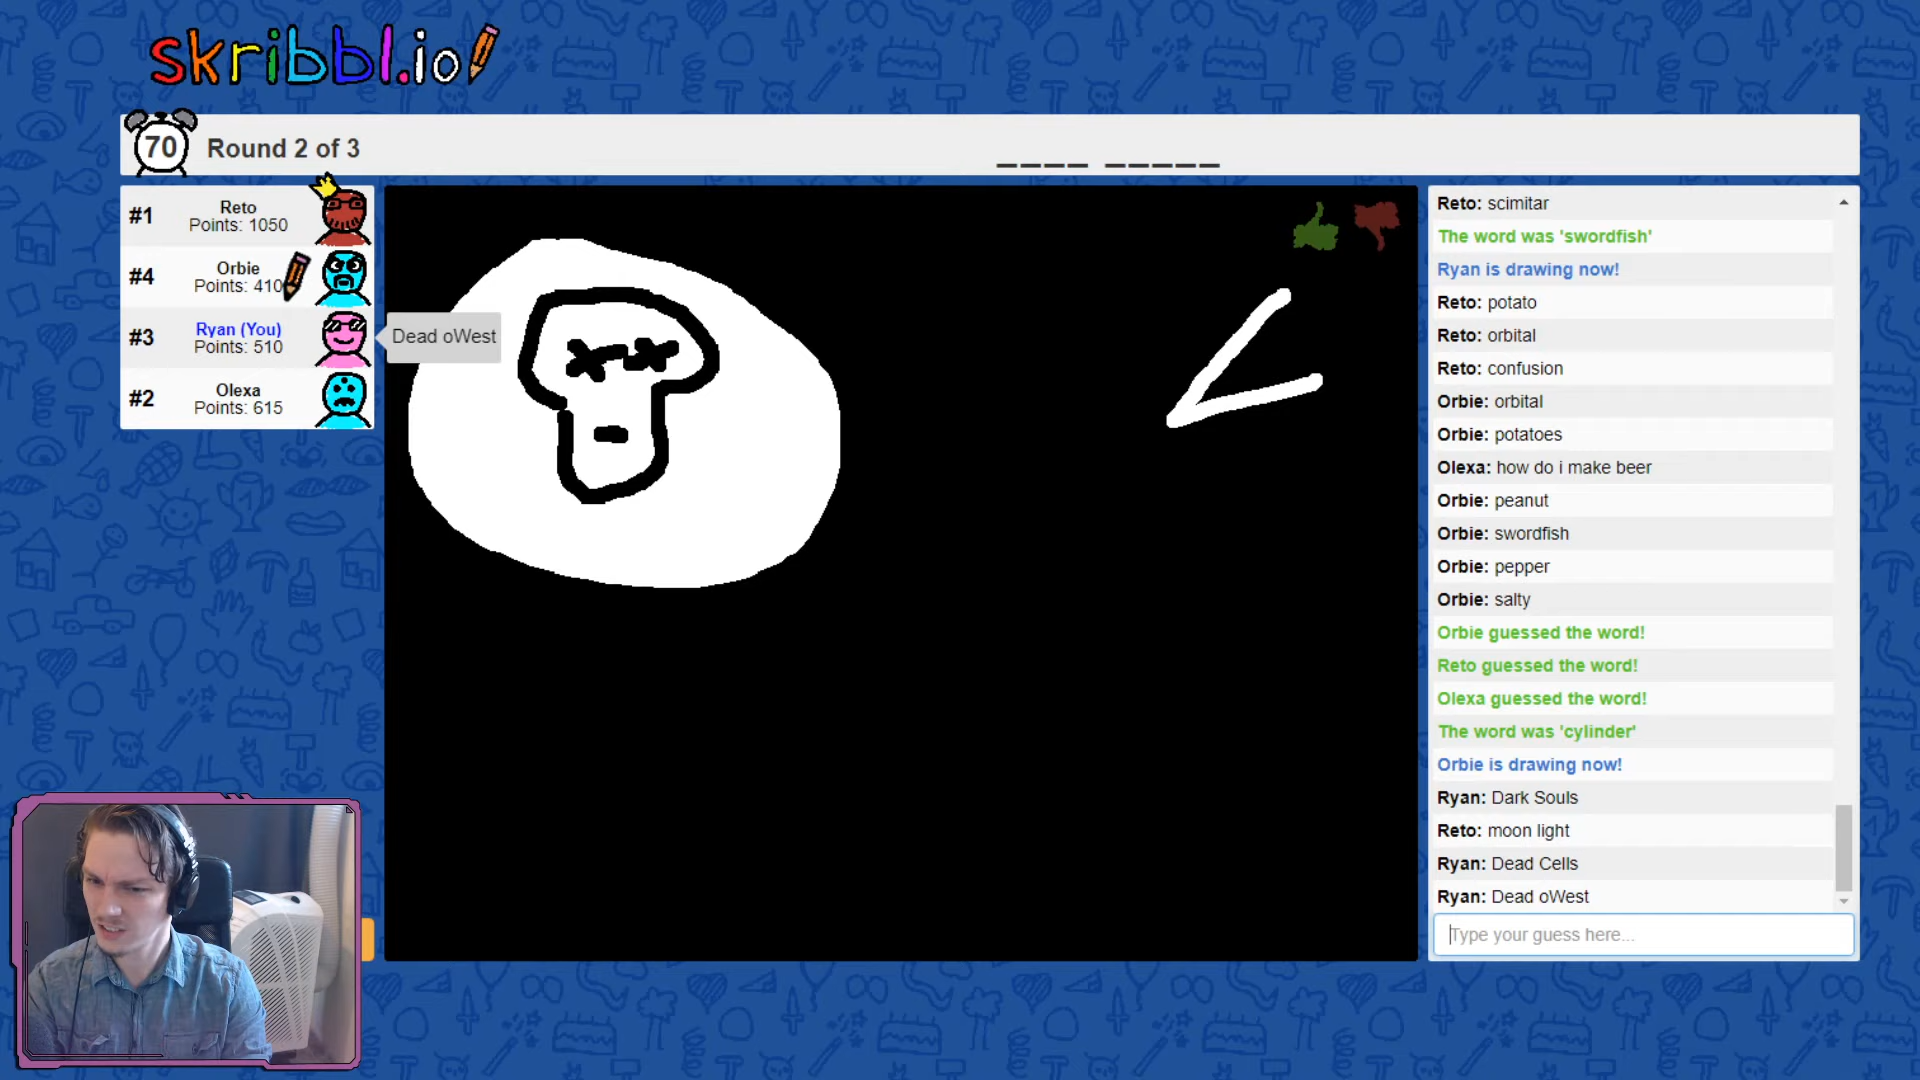 skribbl.io
70
Round 2 of 3
____ _____
#1
Reto
Points: 1050
#4
Orbie
Points: 410
#3
Ryan (You)
Points: 510
Dead oWest
#2
Olexa
Points: 615
Reto: scimitar
The word was 'swordfish'
Ryan is drawing now!
Reto: potato
Reto: orbital
Reto: confusion
Orbie: orbital
Orbie: potatoes
Olexa: how do i make beer
Orbie: peanut
Orbie: swordfish
Orbie: pepper
Orbie: salty
Orbie guessed the word!
Reto guessed the word!
Olexa guessed the word!
The word was 'cylinder'
Orbie is drawing now!
Ryan: Dark Souls
Reto: moon light
Ryan: Dead Cells
Ryan: Dead oWest
Type your guess here...